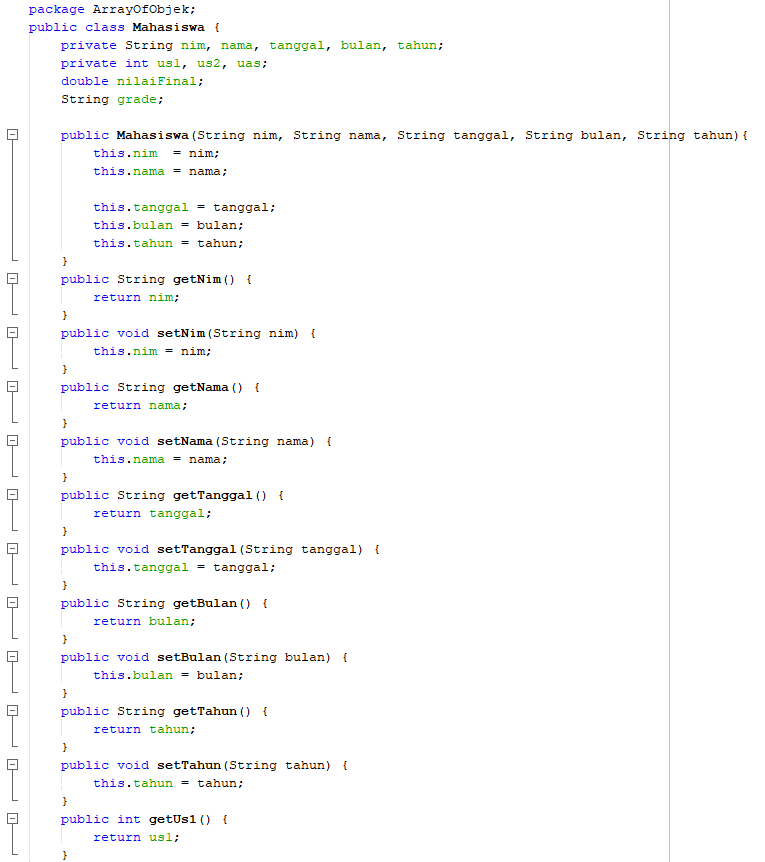 package ArrayOfObjek;
public class Mahasiswa {
    private String nim, nama, tanggal, bulan, tahun;
    private int us1, us2, uas;
    double nilaiFinal;
    String grade;

    public Mahasiswa(String nim, String nama, String tanggal, String bulan, String tahun){
        this.nim  = nim;
        this.nama = nama;

        this.tanggal = tanggal;
        this.bulan = bulan;
        this.tahun = tahun;
    }
    public String getNim() {
        return nim;
    }
    public void setNim(String nim) {
        this.nim = nim;
    }
    public String getNama() {
        return nama;
    }
    public void setNama(String nama) {
        this.nama = nama;
    }
    public String getTanggal() {
        return tanggal;
    }
    public void setTanggal(String tanggal) {
        this.tanggal = tanggal;
    }
    public String getBulan() {
        return bulan;
    }
    public void setBulan(String bulan) {
        this.bulan = bulan;
    }
    public String getTahun() {
        return tahun;
    }
    public void setTahun(String tahun) {
        this.tahun = tahun;
    }
    public int getUs1() {
        return us1;
    }